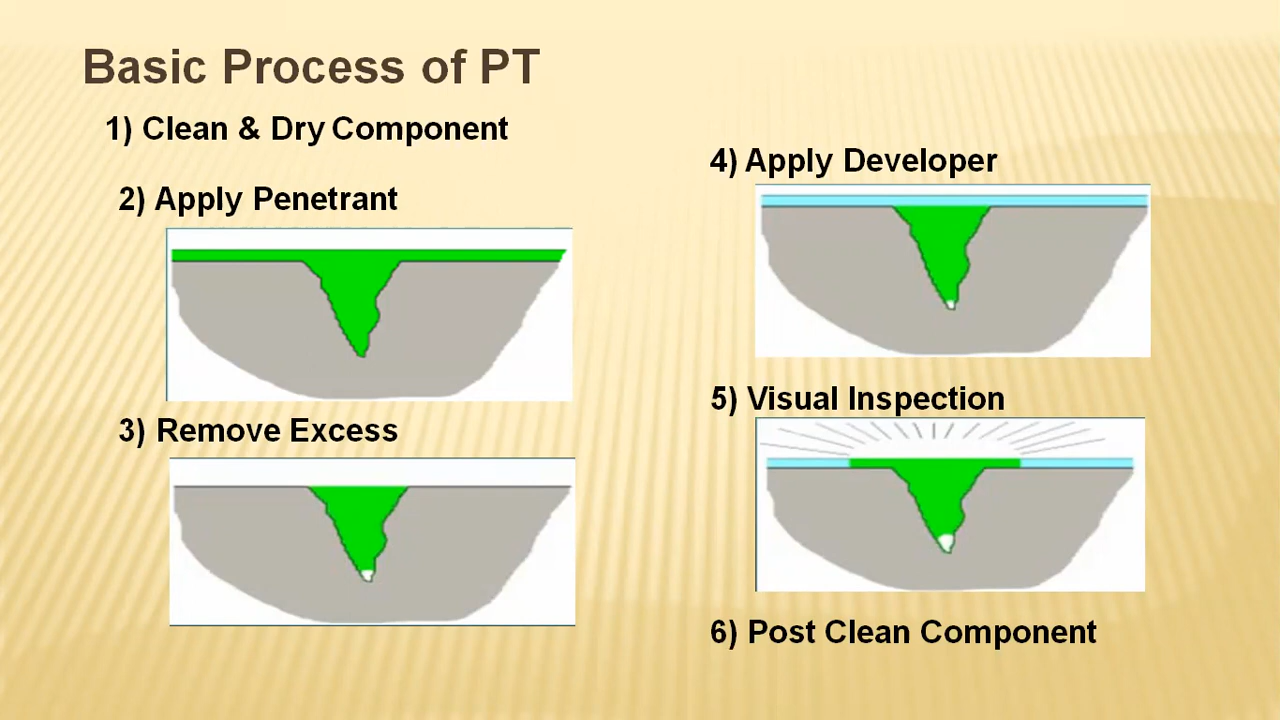 Basic Process of PT
1) Clean & Dry Component
2) Apply Penetrant
3) Remove Excess
4) Apply Developer
5) Visual Inspection
6) Post Clean Component